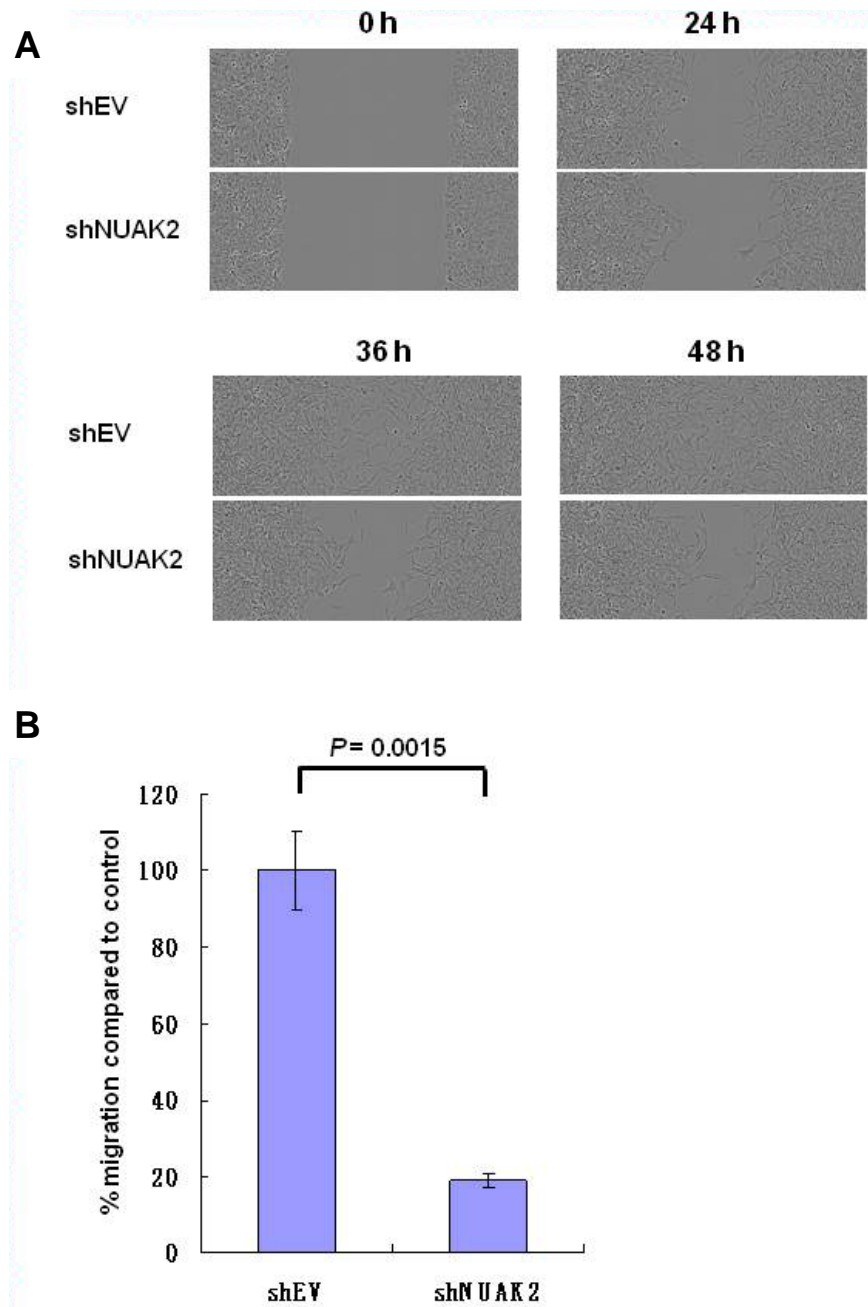 A
0 h
24 h
shEV
shNUAK2
36 h
48 h
shEV
shNUAK2
B
P = 0.0015
% migration compared to control
120
100
80
60
40
20
0
shEV
shNUAK2